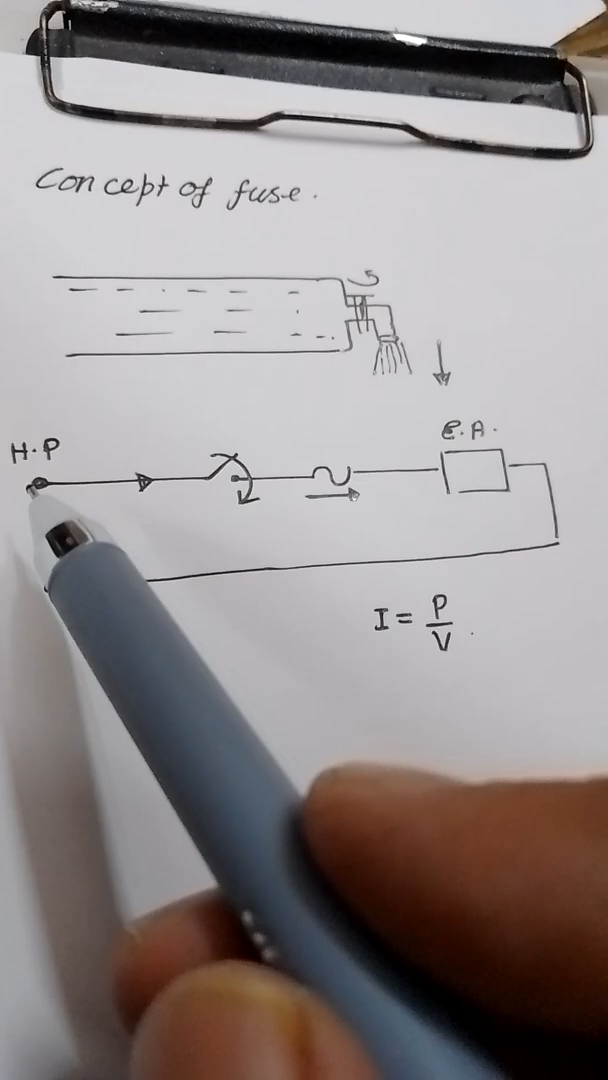 Concept of fuse.
H.P
E.A.
I = P/V.